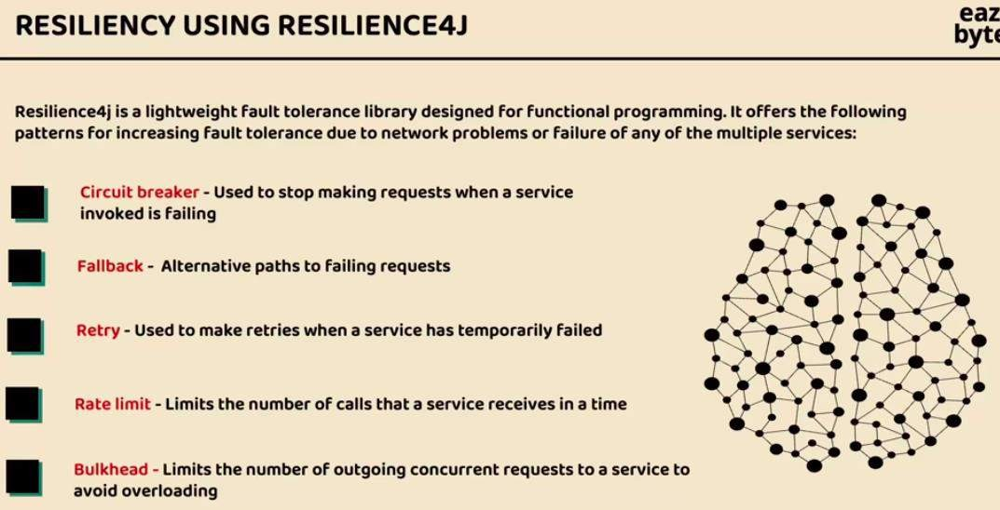 RESILIENCY USING RESILIENCE4J
eaz
byte
Resilience4j is a lightweight fault tolerance library designed for functional programming. It offers the following
patterns for increasing fault tolerance due to network problems or failure of any of the multiple services:
Circuit breaker - Used to stop making requests when a service
invoked is failing
Fallback - Alternative paths to failing requests
Retry - Used to make retries when a service has temporarily failed
Rate limit - Limits the number of calls that a service receives in a time
Bulkhead - Limits the number of outgoing concurrent requests to a service to
avoid overloading